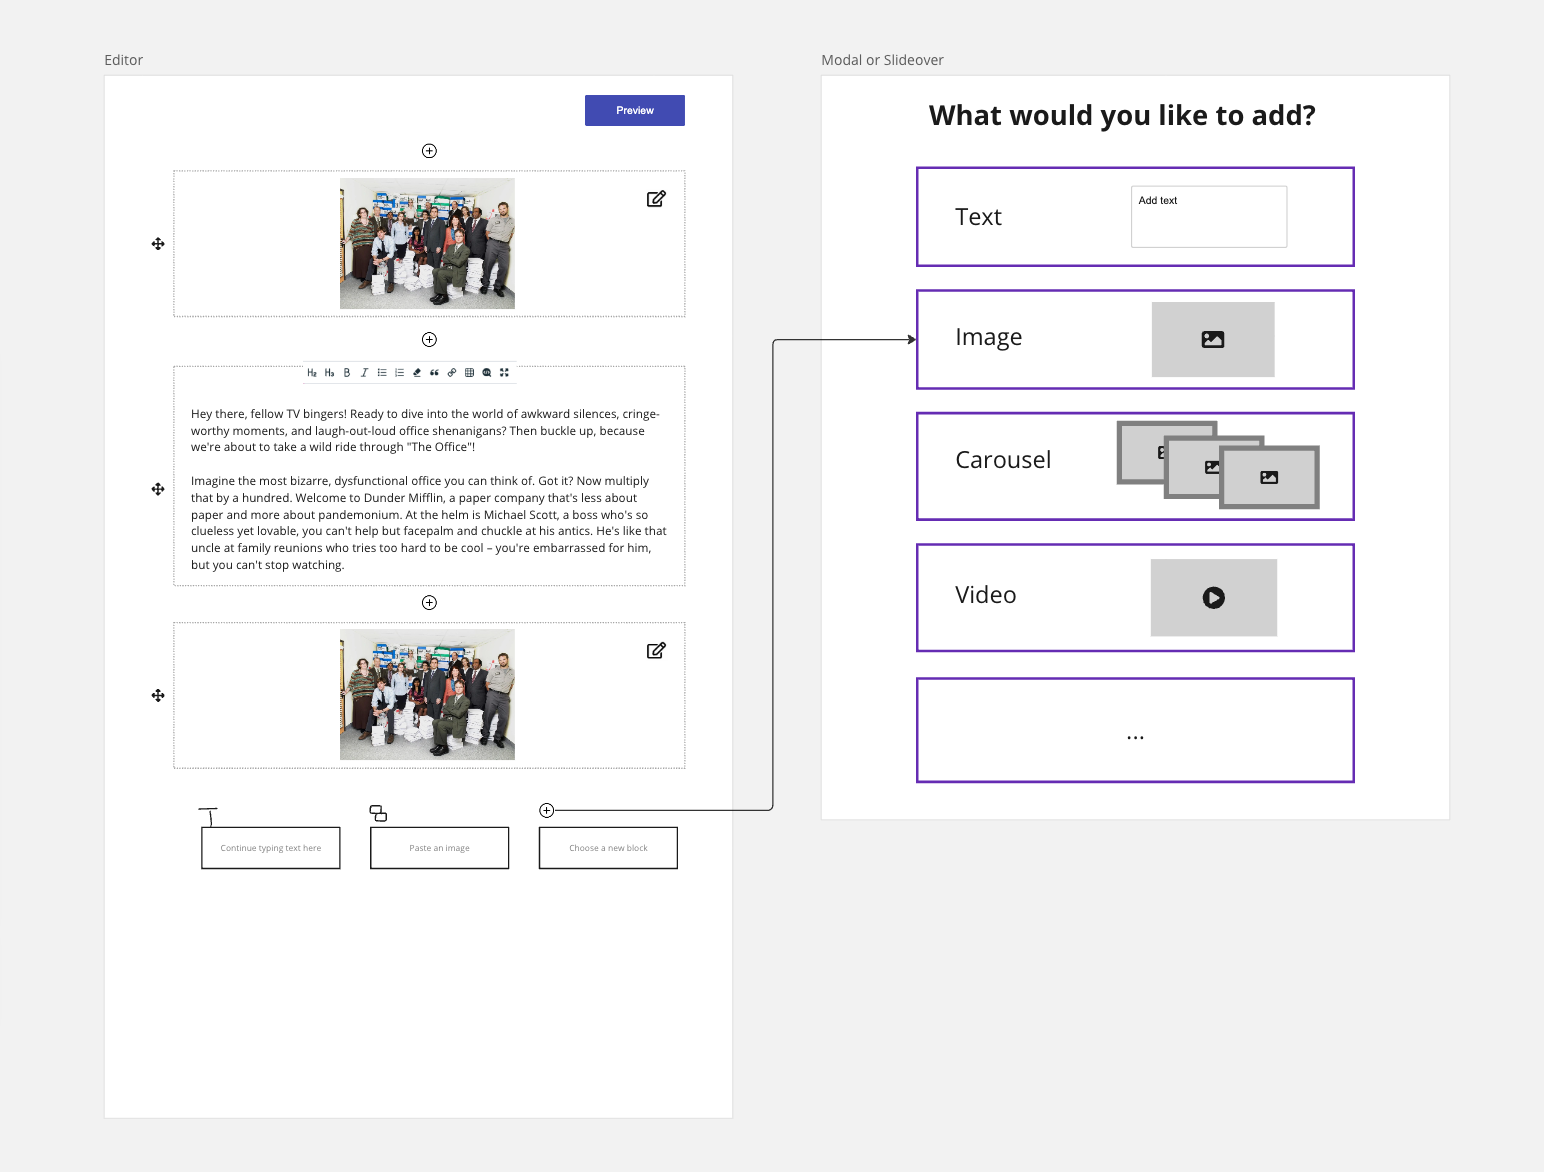 Editor
Preview
H2 H3 B I
Hey there, fellow TV bingers! Ready to dive into the world of awkward silences, cringe-
worthy moments, and laugh-out-loud office shenanigans? Then buckle up, because
we're about to take a wild ride through "The Office"!
Imagine the most bizarre, dysfunctional office you can think of. Got it? Now multiply
that by a hundred. Welcome to Dunder Mifflin, a paper company that's less about
paper and more about pandemonium. At the helm is Michael Scott, a boss who's so
clueless yet lovable, you can't help but facepalm and chuckle at his antics. He's like that
uncle at family reunions who tries too hard to be cool – you're embarrassed for him,
but you can't stop watching.
Continue typing text here
Paste an image
Choose a new block
Modal or Slideover
What would you like to add?
Text
Add text
Image
Carousel
Video
...